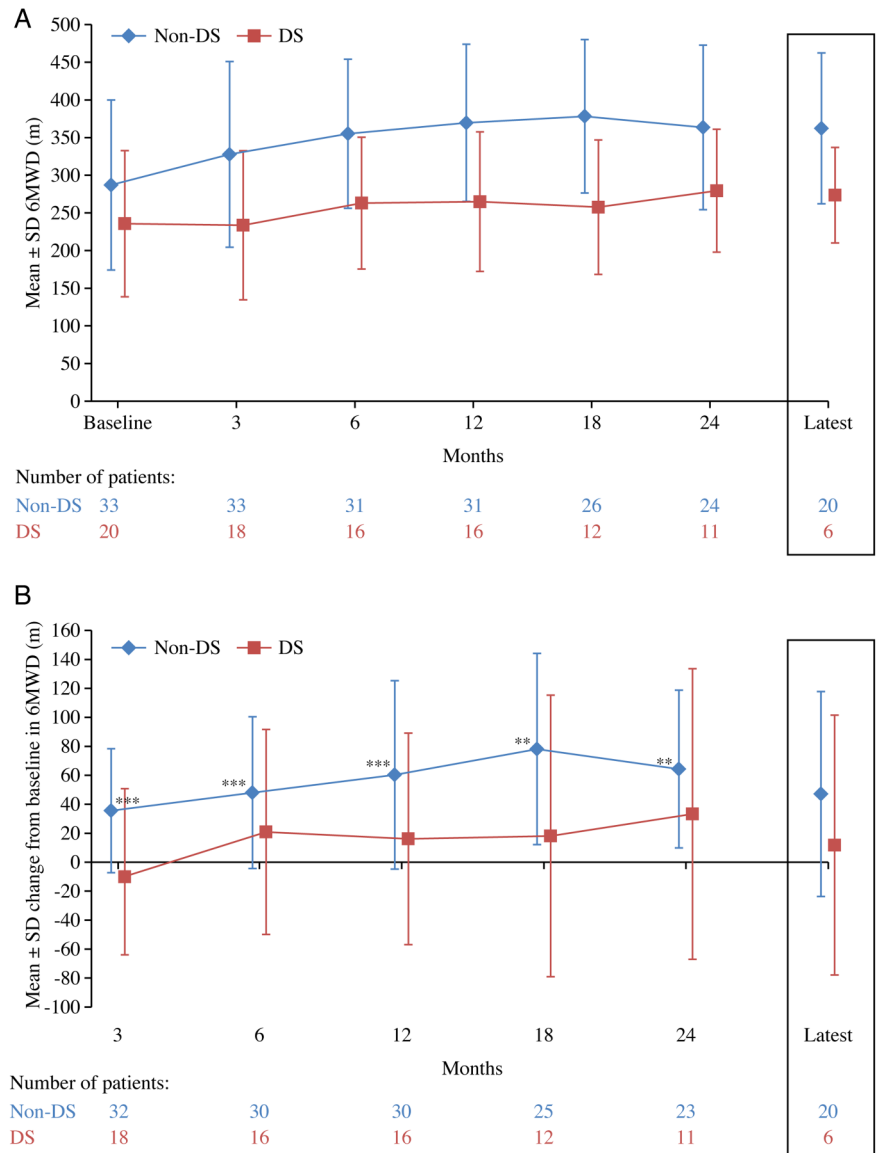 A
Non-DS DS
500
450
400
350
300
250
200
150
100
50
0
Mean ± SD 6MWD (m)
Baseline 3 6 12 18 24 Latest
Months
Number of patients:
Non-DS 33 33 31 31 26 24 20
DS 20 18 16 16 12 11 6
B
Non-DS DS
160
140
120
100
80
60
40
20
0
-20
-40
-60
-80
-100
Mean ± SD change from baseline in 6MWD (m)
*** *** *** ** **
3 6 12 18 24 Latest
Months
Number of patients:
Non-DS 32 30 30 25 23 20
DS 18 16 16 12 11 6